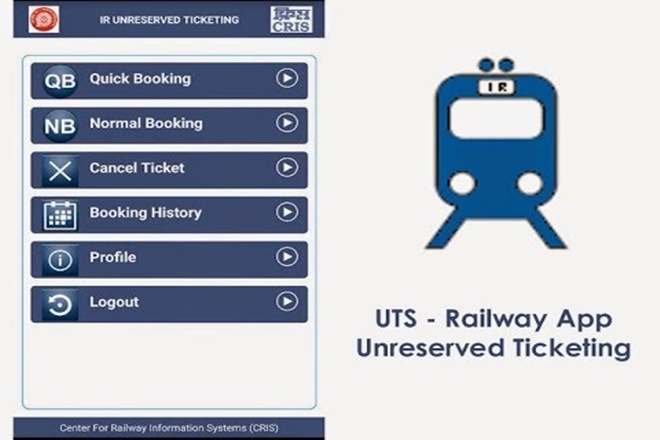 IR UNRESERVED TICKETING
CRIS
QB Quick Booking
NB Normal Booking
Cancel Ticket
Booking History
Profile
Logout
Center For Railway Information Systems (CRIS)
IR
UTS - Railway App
Unreserved Ticketing